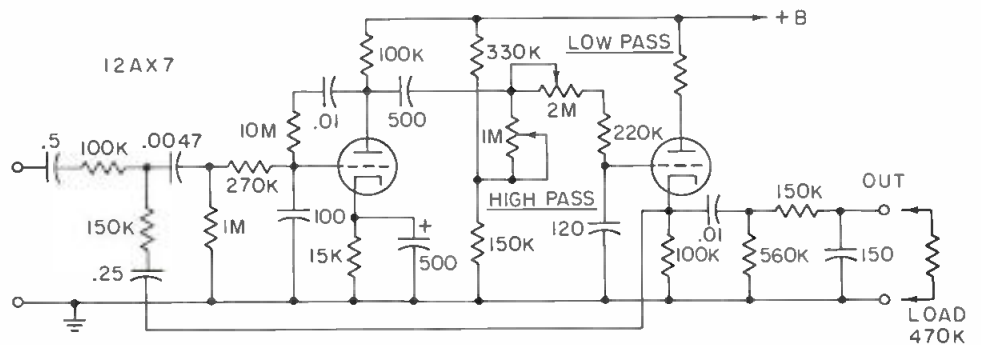 +B
LOW PASS
100K
330K
12AX7
.01
500
2M
10M
1M
220K
.5
100K
.0047
270K
HIGH PASS
150K
OUT
150K
1M
100
+
15K
500
150K
120
.01
100K
560K
150
.25
LOAD
470K